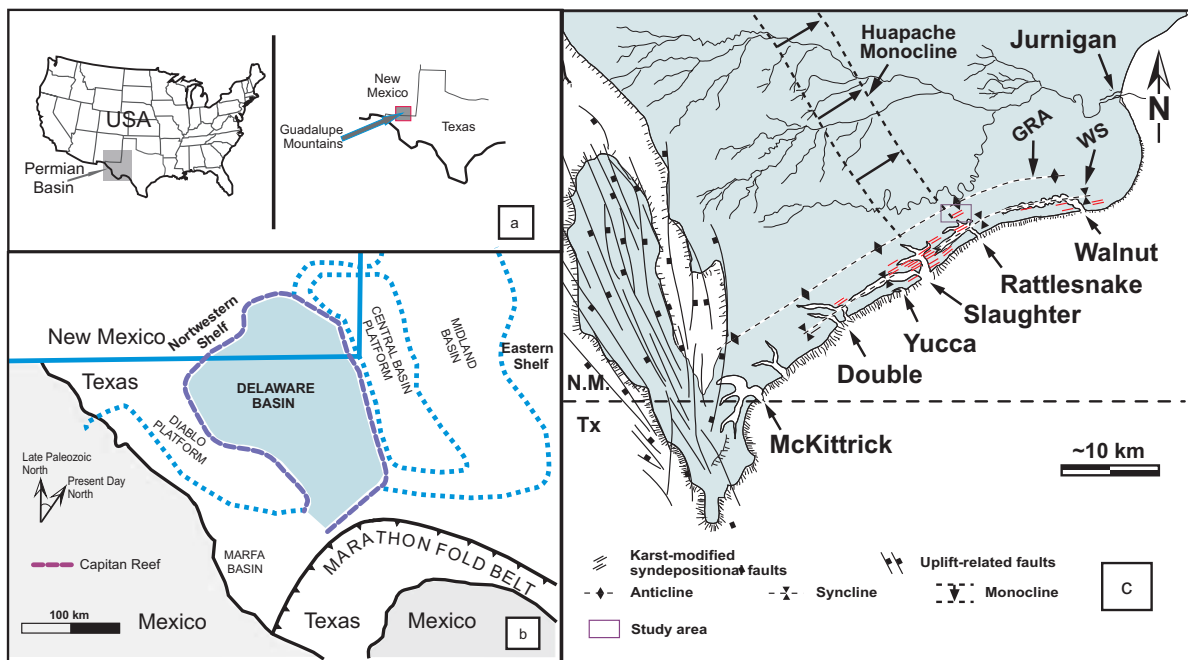 USA
Permian
Basin
New
Mexico
Guadalupe
Mountains
Texas
a
New Mexico
Nortwestern
Shelf
Texas
DELAWARE
BASIN
CENTRAL BASIN
PLATFORM
MIDLAND
BASIN
Eastern Shelf
DIABLO
PLATFORM
Late Paleozoic
North
Present Day
North
Capitan Reef
MARFA
BASIN
MARATHON FOLD BELT
100 km
Mexico
Texas
Mexico
b
Huapache
Monocline
Jurnigan
N
GRA
WS
Walnut
Rattlesnake
Slaughter
Yucca
Double
McKittrick
N.M.
Tx
~10 km
Karst-modified
syndepositional faults
Uplift-related faults
Anticline
Syncline
Monocline
Study area
c